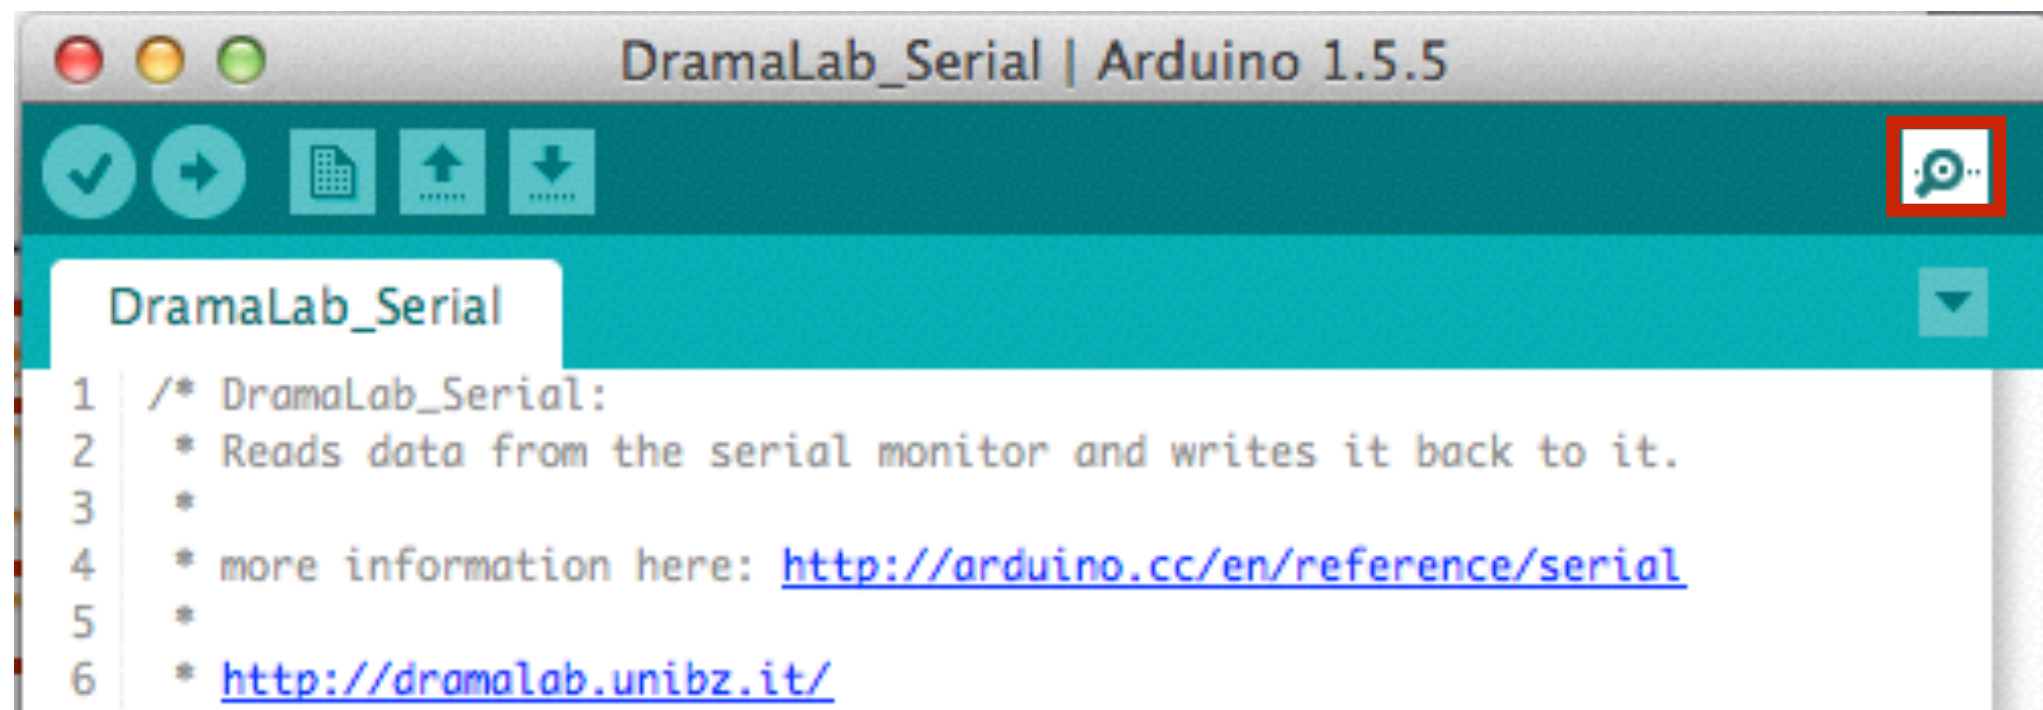 DramaLab_Serial | Arduino 1.5.5
DramaLab_Serial
1 /* DramaLab_Serial:
2 * Reads data from the serial monitor and writes it back to it.
3 *
4 * more information here: http://arduino.cc/en/reference/serial
5 *
6 * http://dramalab.unibz.it/